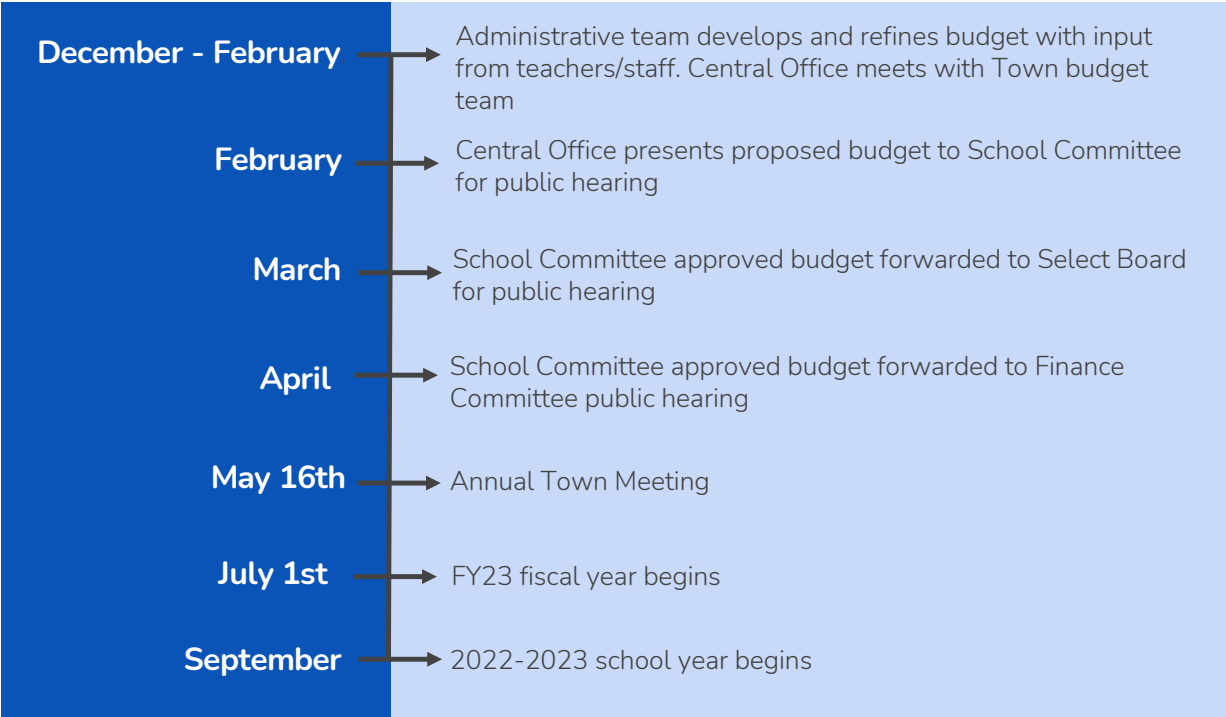 December - February
Administrative team develops and refines budget with input
from teachers/staff. Central Office meets with Town budget
team
February
Central Office presents proposed budget to School Committee
for public hearing
March
School Committee approved budget forwarded to Select Board
for public hearing
April
School Committee approved budget forwarded to Finance
Committee public hearing
May 16th
Annual Town Meeting
July 1st
FY23 fiscal year begins
September
2022-2023 school year begins